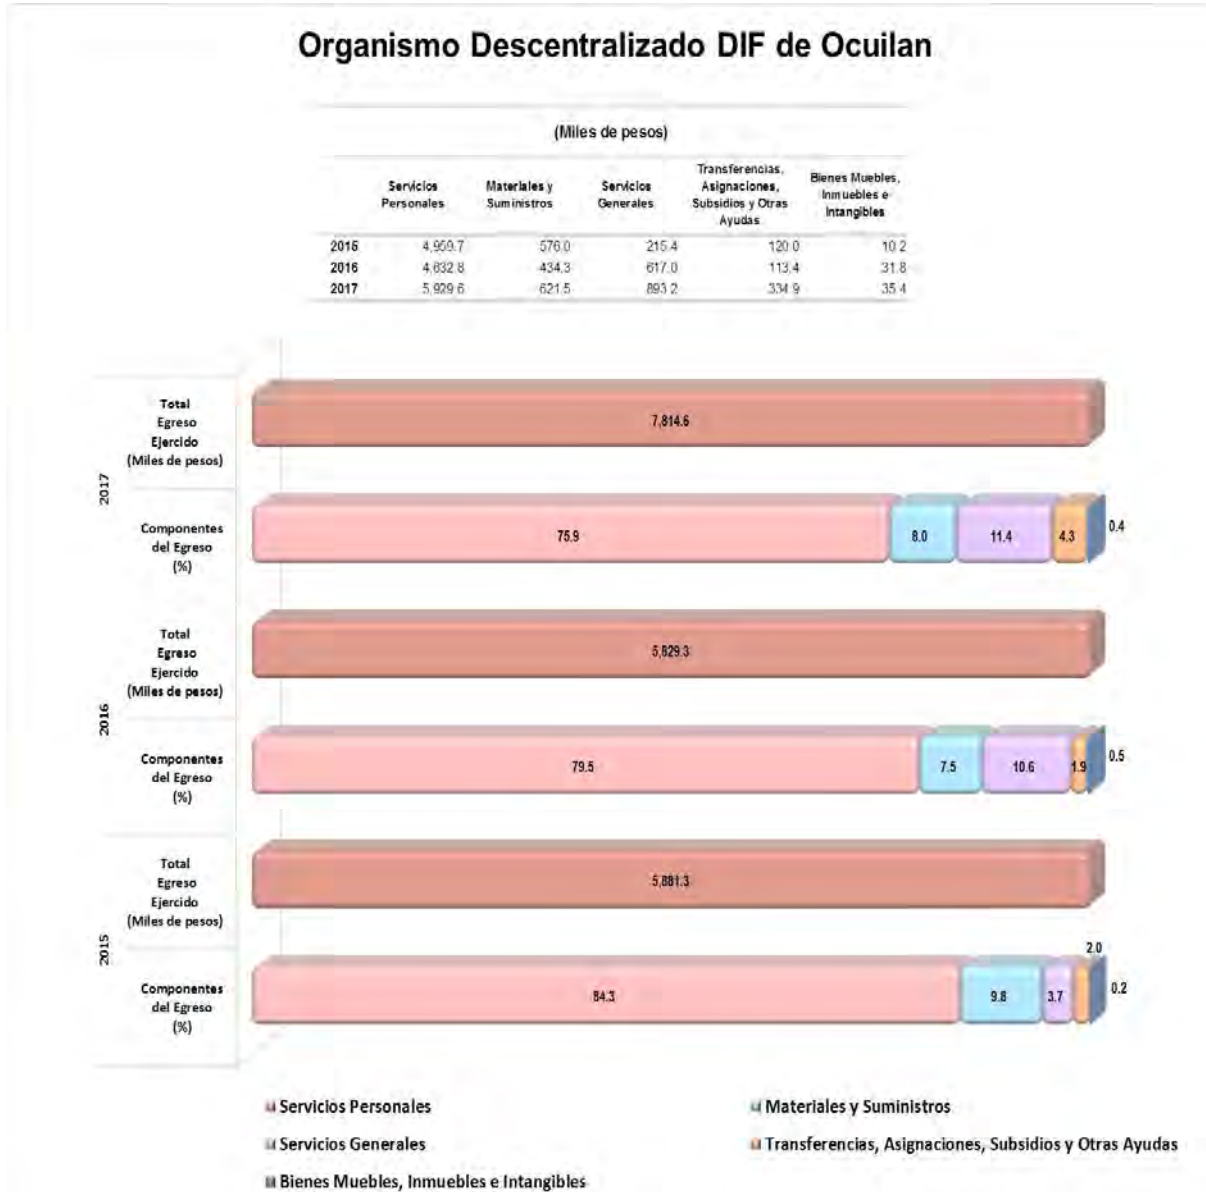 Organismo Descentralizado DIF de Ocuilan
(Miles de pesos)
Servicios Personales
Materiales y Suministros
Servicios Generales
Transferencias, Asignaciones, Subsidios y Otras Ayudas
Bienes Muebles, Inmuebles e Intangibles
2015 4,959.7 576.0 215.4 120.0 10.2
2016 4,632.8 434.3 617.0 113.4 31.8
2017 5,929.6 621.5 893.2 334.9 35.4
2017
Total
Egreso
Ejercido
(Miles de pesos)
7,814.6
Componentes
del Egreso
(%)
75.9 8.0 11.4 4.3 0.4
2016
Total
Egreso
Ejercido
(Miles de pesos)
5,829.3
Componentes
del Egreso
(%)
79.5 7.5 10.6 1.9 0.5
2015
Total
Egreso
Ejercido
(Miles de pesos)
5,881.3
Componentes
del Egreso
(%)
84.3 9.8 3.7 2.0 0.2
Servicios Personales
Materiales y Suministros
Servicios Generales
Transferencias, Asignaciones, Subsidios y Otras Ayudas
Bienes Muebles, Inmuebles e Intangibles